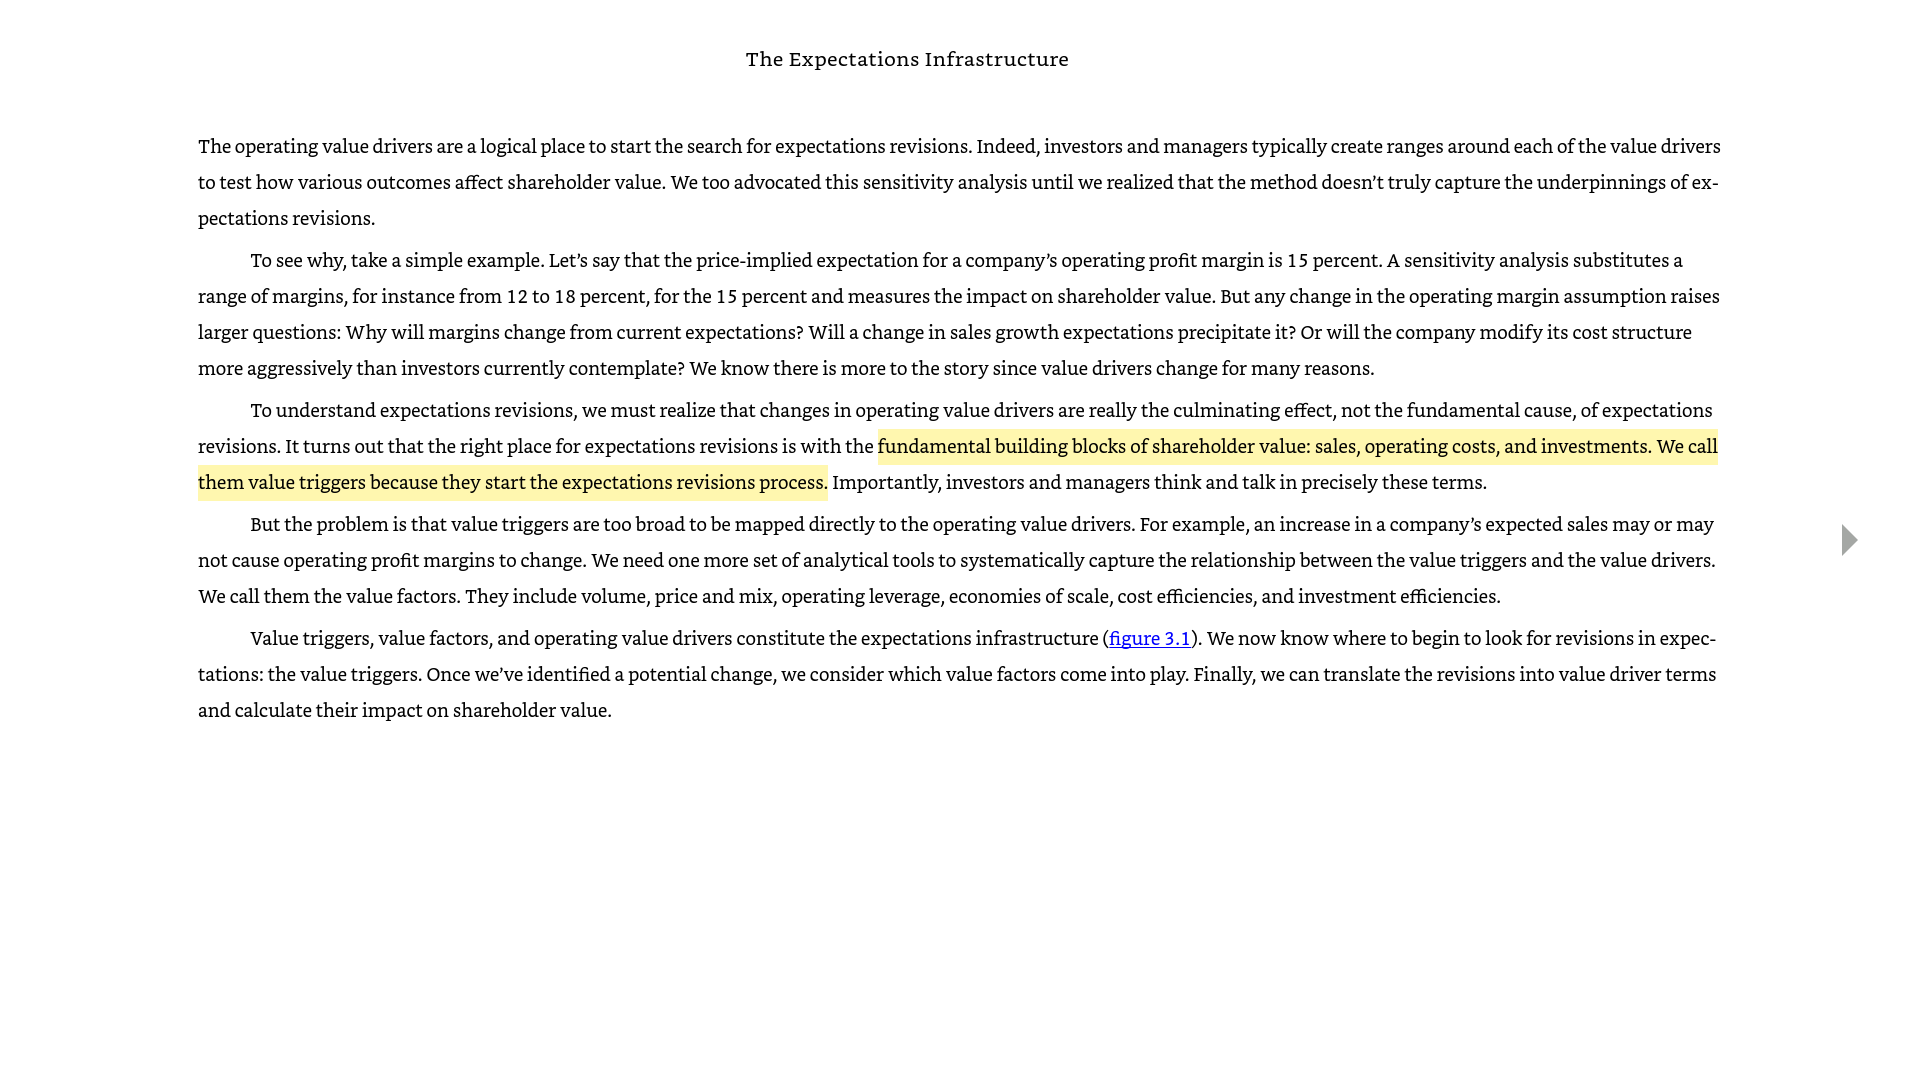 The Expectations Infrastructure
The operating value drivers are a logical place to start the search for expectations revisions. Indeed, investors and managers typically create ranges around each of the value drivers
to test how various outcomes affect shareholder value. We too advocated this sensitivity analysis until we realized that the method doesn’t truly capture the underpinnings of ex-
pectations revisions.
To see why, take a simple example. Let’s say that the price-implied expectation for a company’s operating profit margin is 15 percent. A sensitivity analysis substitutes a
range of margins, for instance from 12 to 18 percent, for the 15 percent and measures the impact on shareholder value. But any change in the operating margin assumption raises
larger questions: Why will margins change from current expectations? Will a change in sales growth expectations precipitate it? Or will the company modify its cost structure
more aggressively than investors currently contemplate? We know there is more to the story since value drivers change for many reasons.
To understand expectations revisions, we must realize that changes in operating value drivers are really the culminating effect, not the fundamental cause, of expectations
revisions. It turns out that the right place for expectations revisions is with the fundamental building blocks of shareholder value: sales, operating costs, and investments. We call
them value triggers because they start the expectations revisions process. Importantly, investors and managers think and talk in precisely these terms.
But the problem is that value triggers are too broad to be mapped directly to the operating value drivers. For example, an increase in a company’s expected sales may or may
not cause operating profit margins to change. We need one more set of analytical tools to systematically capture the relationship between the value triggers and the value drivers.
We call them the value factors. They include volume, price and mix, operating leverage, economies of scale, cost efficiencies, and investment efficiencies.
Value triggers, value factors, and operating value drivers constitute the expectations infrastructure (figure 3.1). We now know where to begin to look for revisions in expec-
tations: the value triggers. Once we’ve identified a potential change, we consider which value factors come into play. Finally, we can translate the revisions into value driver terms
and calculate their impact on shareholder value.